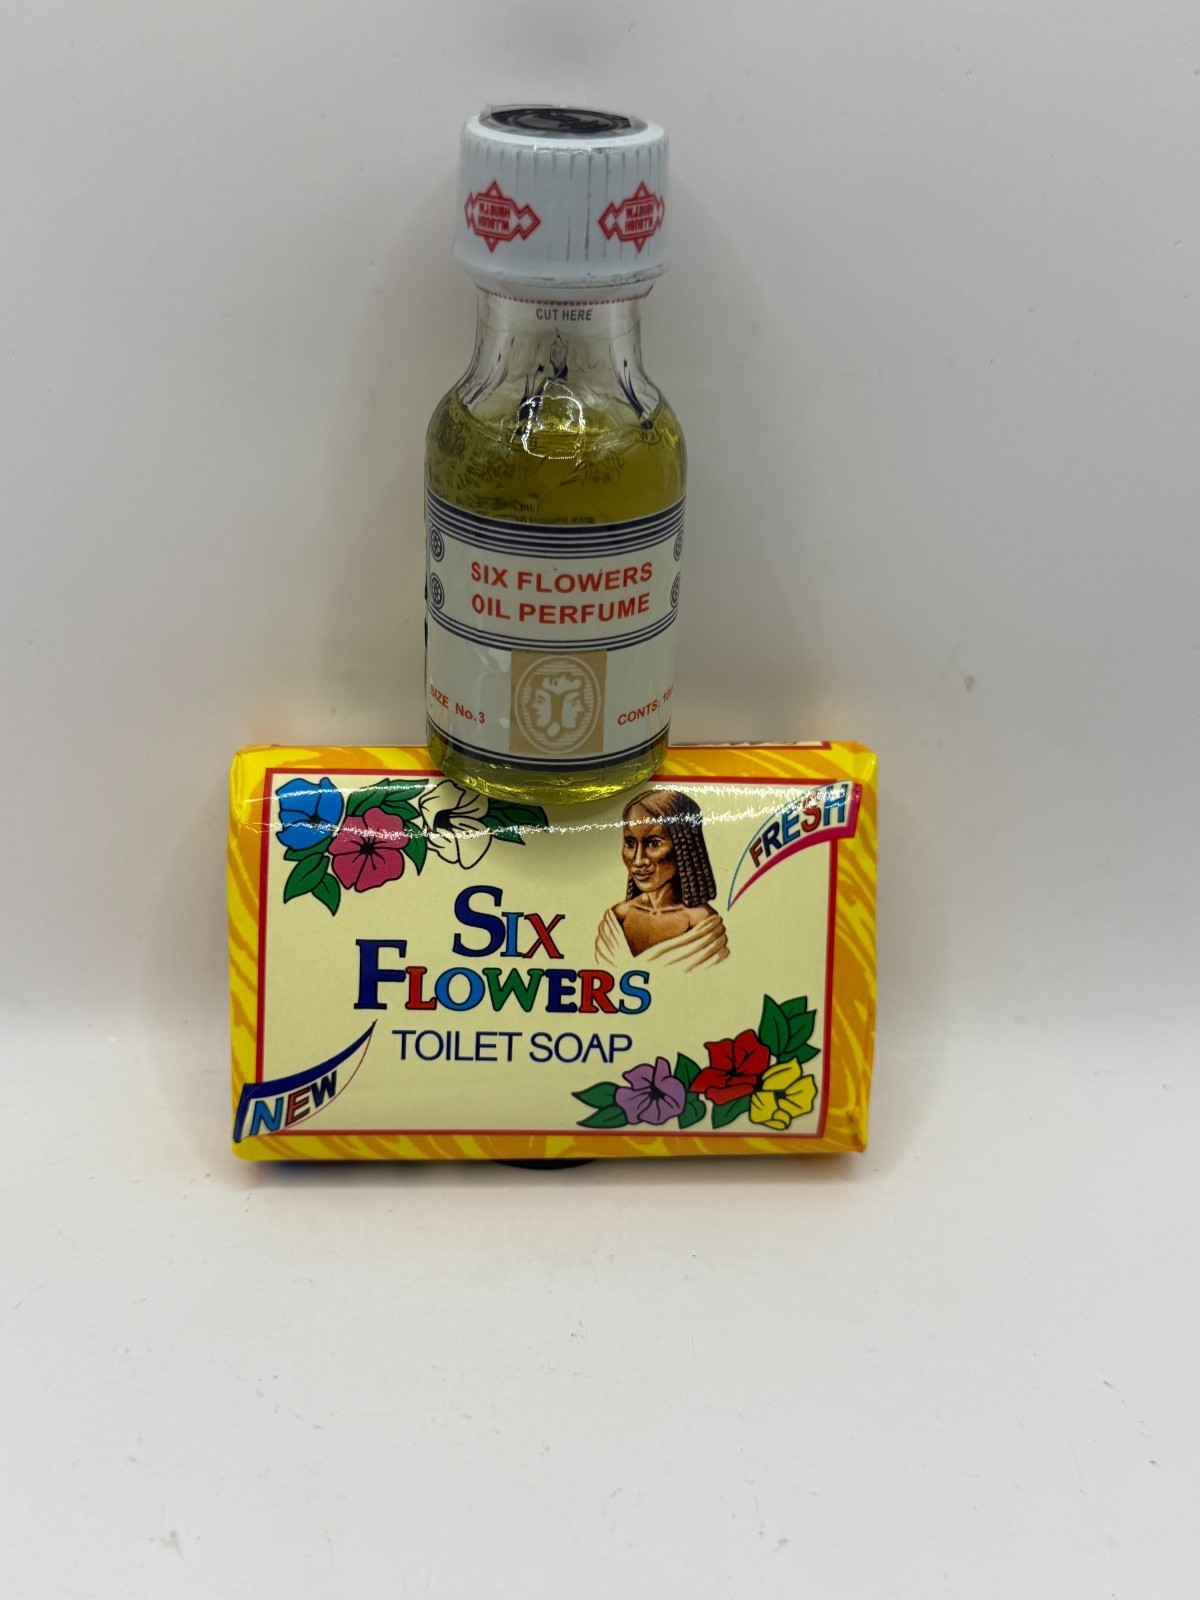 CUT HERE
SIX FLOWERS
OIL PERFUME
SIZE No.3
CONTS:
FRESH
SIX
FLOWERS
TOILET SOAP
NEW